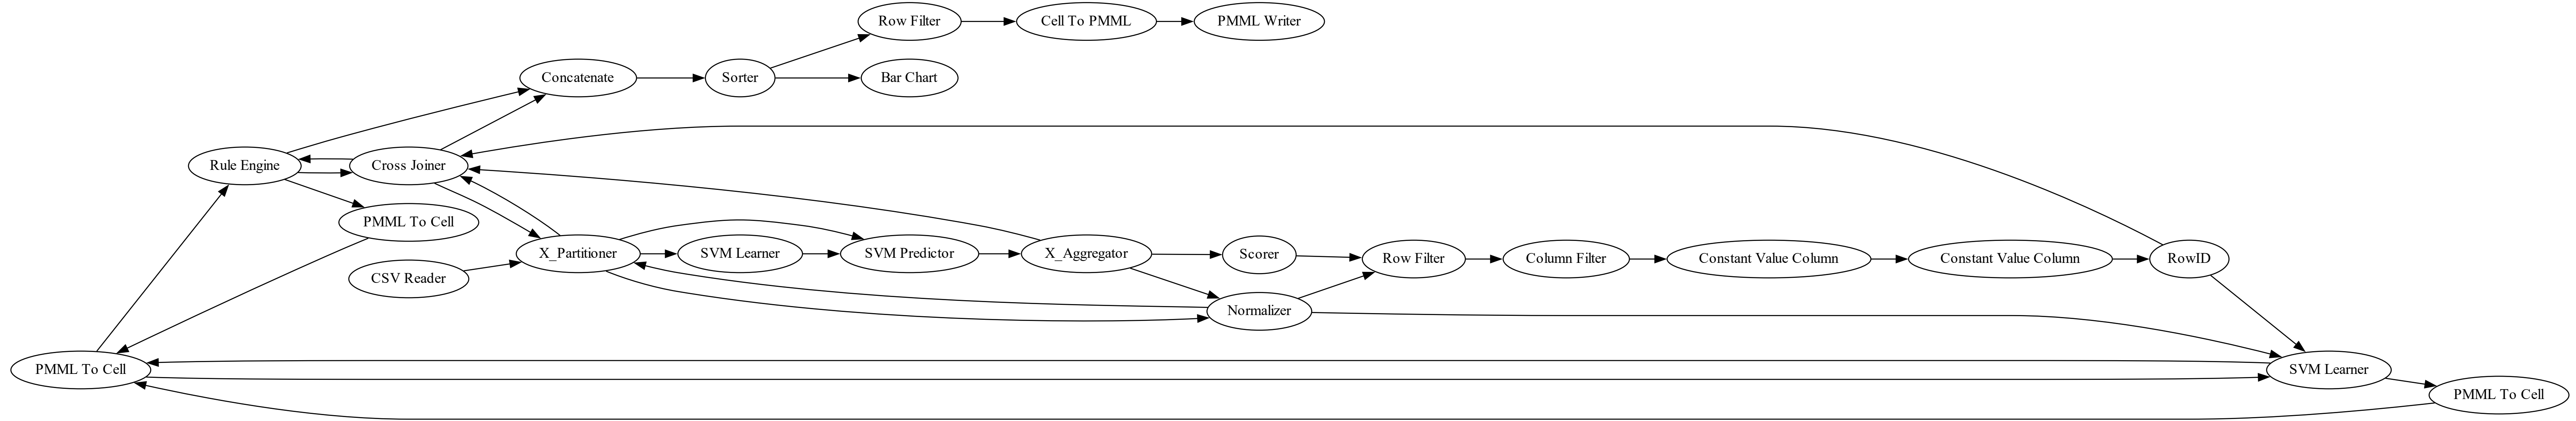 Row Filter
Cell To PMML
PMML Writer
Concatenate
Sorter
Bar Chart
Rule Engine
Cross Joiner
PMML To Cell
CSV Reader
X_Partitioner
SVM Learner
SVM Predictor
X_Aggregator
Scorer
Normalizer
Row Filter
Column Filter
Constant Value Column
Constant Value Column
RowID
PMML To Cell
SVM Learner
PMML To Cell